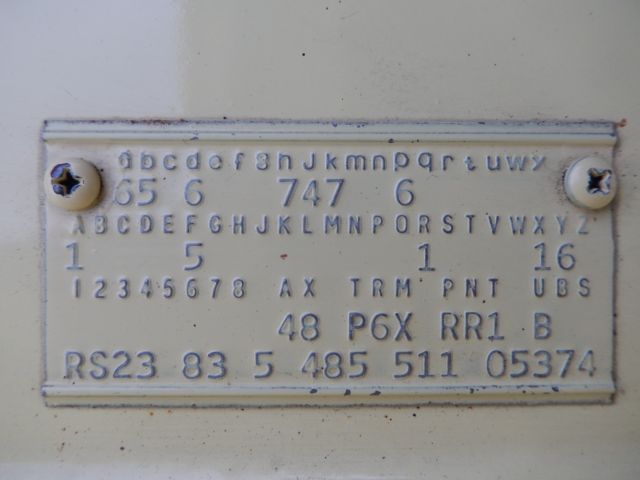 abcdefghJkmnpqrtuwx
65 6 747 6
ABCDEFGHJKLMNPQRSTVWXYZ
1 5 1 16
12345678 AX TRM PNT UBS
48 P6X RR1 B
RS23 83 5 485 511 05374